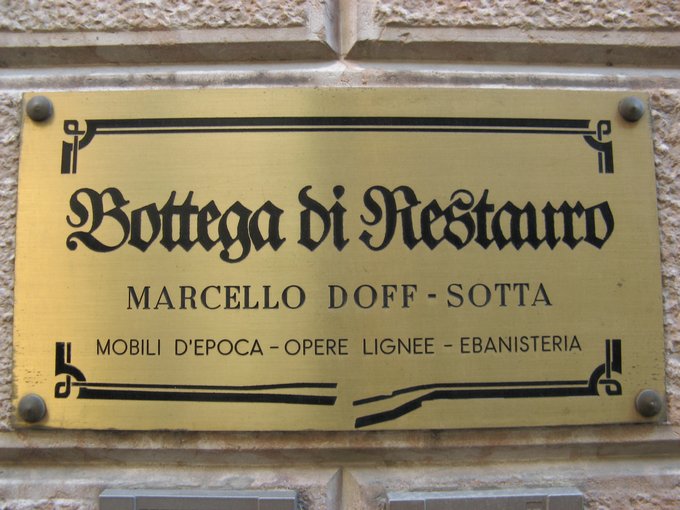 Bottega di Restauro
MARCELLO DOFF - SOTTA
MOBILI D'EPOCA - OPERE LIGNEE - EBANISTERIA